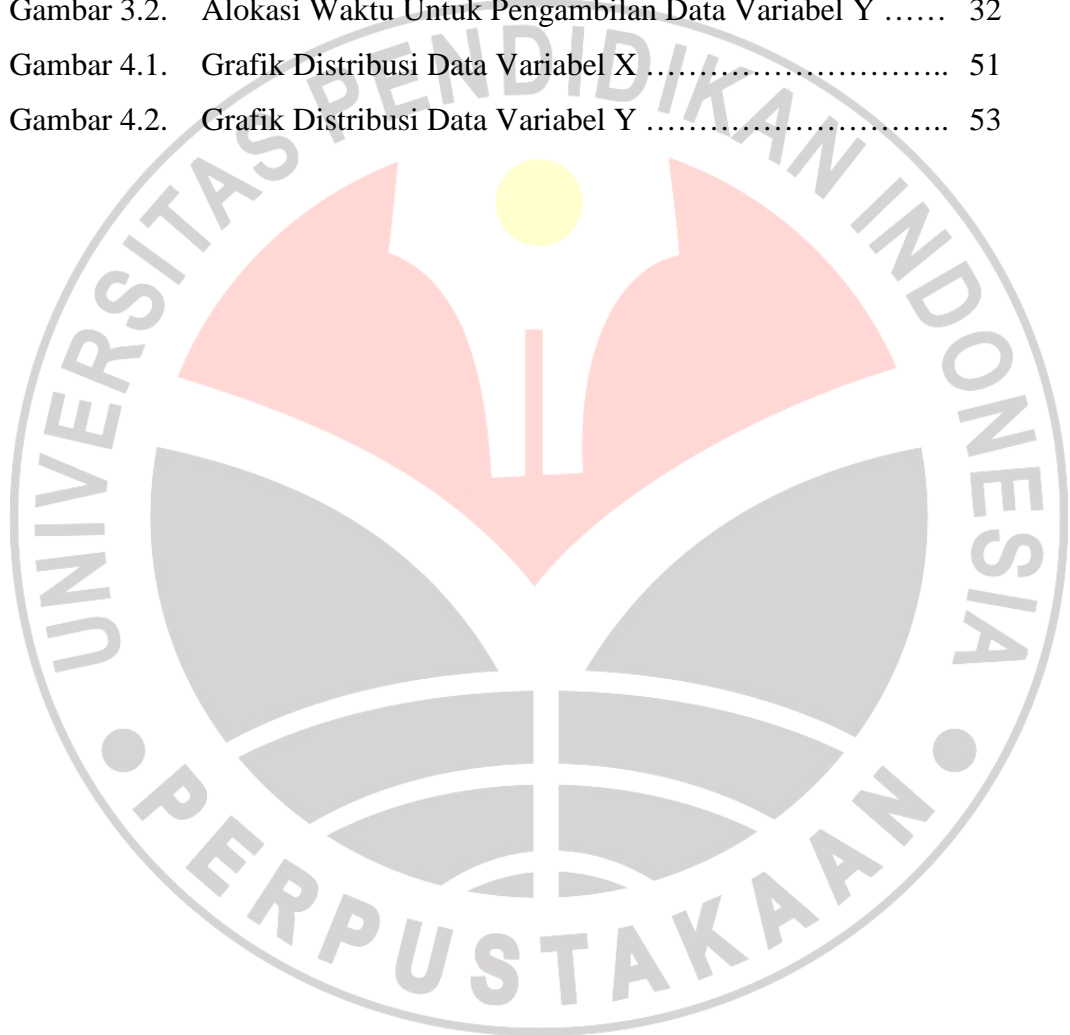 Gambar 3.2. Alokasi Waktu Untuk Pengambilan Data Variabel Y …… 32
Gambar 4.1. Grafik Distribusi Data Variabel X ……………………….. 51
Gambar 4.2. Grafik Distribusi Data Variabel Y ……………………….. 53
UNIVERSITAS PENDIDIKAN INDONESIA
PERPUSTAKAAN